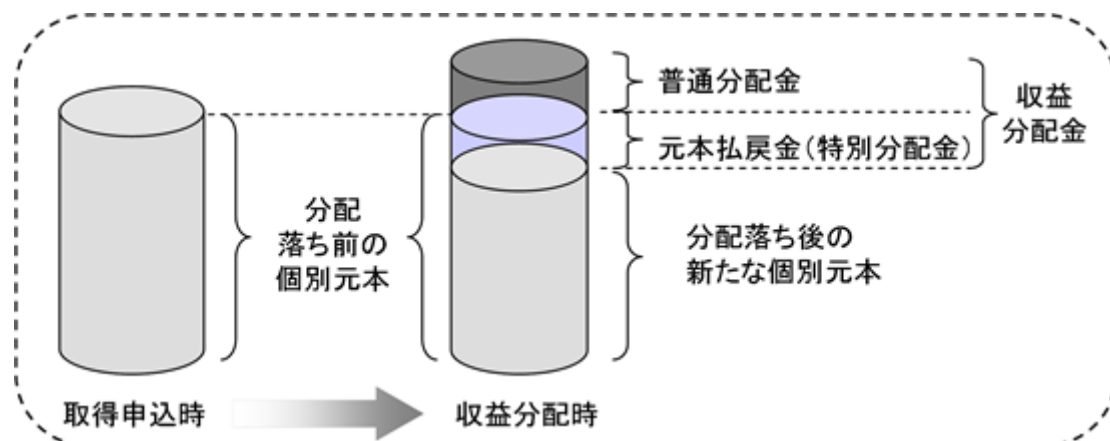 普通分配金
収益
分配金
元本払戻金(特別分配金)
分配
落ち前の
個別元本
分配落ち後の
新たな個別元本
取得申込時
収益分配時